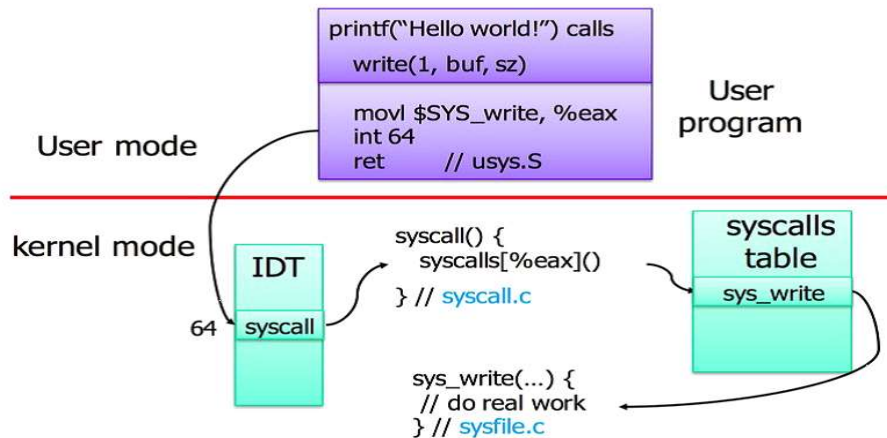 printf(“Hello world!”) calls
write(1, buf, sz)
movl $SYS_write, %eax
int 64
ret // usys.S
User
program
User mode
kernel mode
IDT
64
syscall
syscall() {
syscalls[%eax]()
} // syscall.c
syscalls
table
sys_write
sys_write(...) {
// do real work
} // sysfile.c